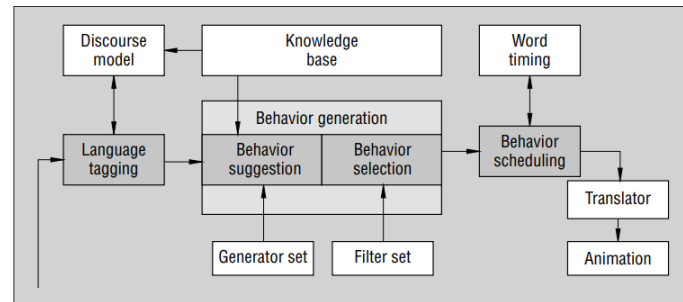 Discourse
model
Knowledge
base
Word
timing
Behavior generation
Language
tagging
Behavior
suggestion
Behavior
selection
Behavior
scheduling
Translator
Generator set
Filter set
Animation